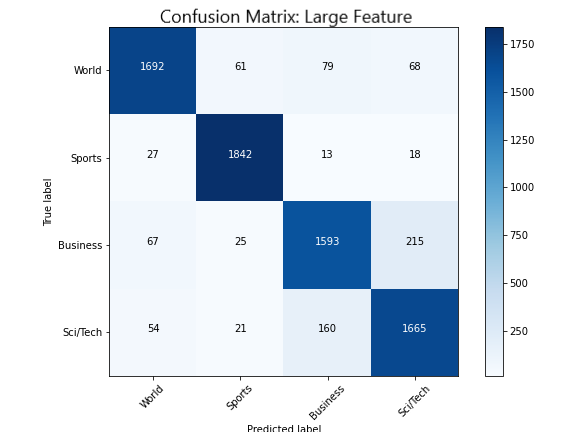 Confusion Matrix: Large Feature
World 1692 61 79 68
Sports 27 1842 13 18
Business 67 25 1593 215
Sci/Tech 54 21 160 1665
World Sports Business Sci/Tech
True label
Predicted label
1750
1500
1250
1000
750
500
250